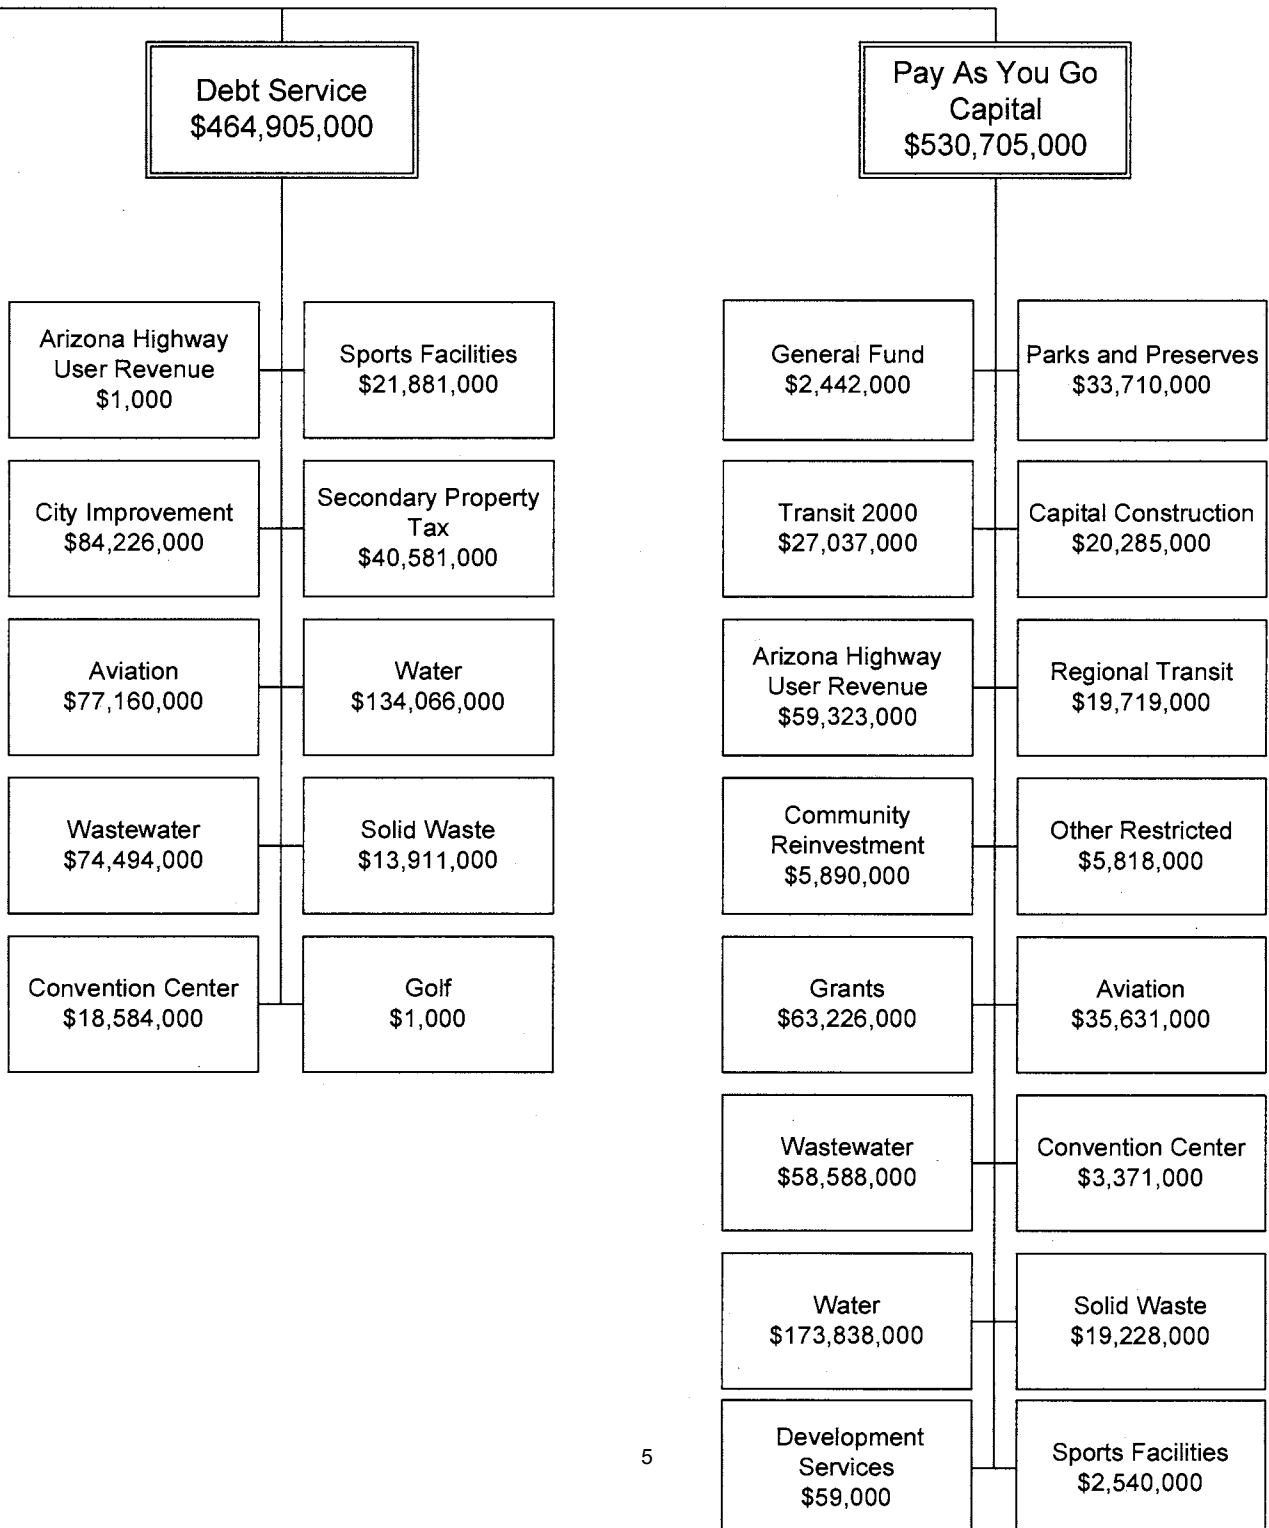 Debt Service
$464,905,000
Arizona Highway
User Revenue
$1,000
Sports Facilities
$21,881,000
City Improvement
$84,226,000
Secondary Property
Tax
$40,581,000
Aviation
$77,160,000
Water
$134,066,000
Wastewater
$74,494,000
Solid Waste
$13,911,000
Convention Center
$18,584,000
Golf
$1,000
Pay As You Go
Capital
$530,705,000
General Fund
$2,442,000
Parks and Preserves
$33,710,000
Transit 2000
$27,037,000
Capital Construction
$20,285,000
Arizona Highway
User Revenue
$59,323,000
Regional Transit
$19,719,000
Community
Reinvestment
$5,890,000
Other Restricted
$5,818,000
Grants
$63,226,000
Aviation
$35,631,000
Wastewater
$58,588,000
Convention Center
$3,371,000
Water
$173,838,000
Solid Waste
$19,228,000
Development
Services
$59,000
Sports Facilities
$2,540,000
5